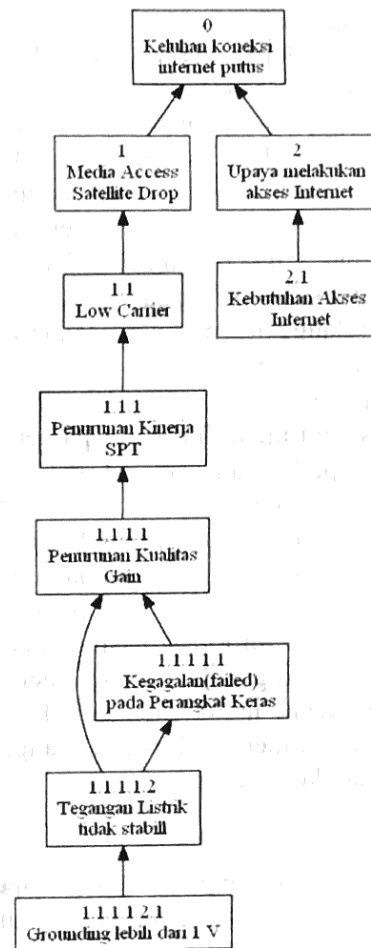 0
Keluhan koneksi
internet putus
1
Media Access
Satellite Drop
2
Upaya melakukan
akses Internet
1.1
Low Carrier
2.1
Kebutuhan Akses
Internet
1.1.1
Penurunan Kinerja
SPT
1.1.1.1
Penurunan Kualitas
Gain
1.1.1.1.1
Kegagalan(failed)
pada Perangkat Keras
1.1.1.1.2
Tegangan Listrik
tidak stabill
1.1.1.1.2.1
Grounding lebih dari 1 V